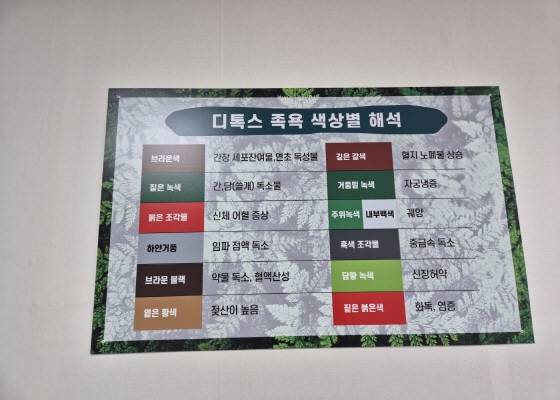 디톡스 족욕 색상별 해석
브라운색 간장 세포잔여물,연초 독성물
짙은 녹색 간,담(쓸개) 독소물
붉은 조각물 신체 어혈 증상
하얀거품 임파 점액 독소
브라운 블랙 약물 독소, 혈액산성
엷은 황색 젖산이 높음
깊은 갈색 혈지 노폐물 상승
거품띈 녹색 자궁냉증
주위녹색 내부백색 궤양
흑색 조각물 중금속 독소
담황 녹색 신장허약
짙은 붉은색 화독, 염증